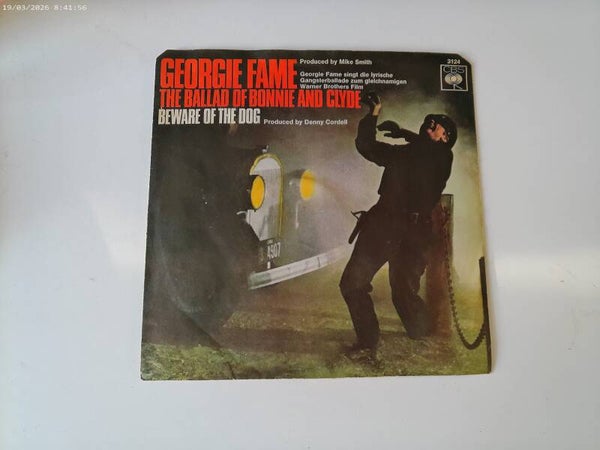 19/03/2026 8:41:56
GEORGIE FAME
Produced by Mike Smith
3124
CBS
Georgie Fame singt die lyrische
Gangsterballade zum gleichnamigen
Warner Brothers Film
THE BALLAD OF BONNIE AND CLYDE
BEWARE OF THE DOG
Produced by Danny Cordell
4907